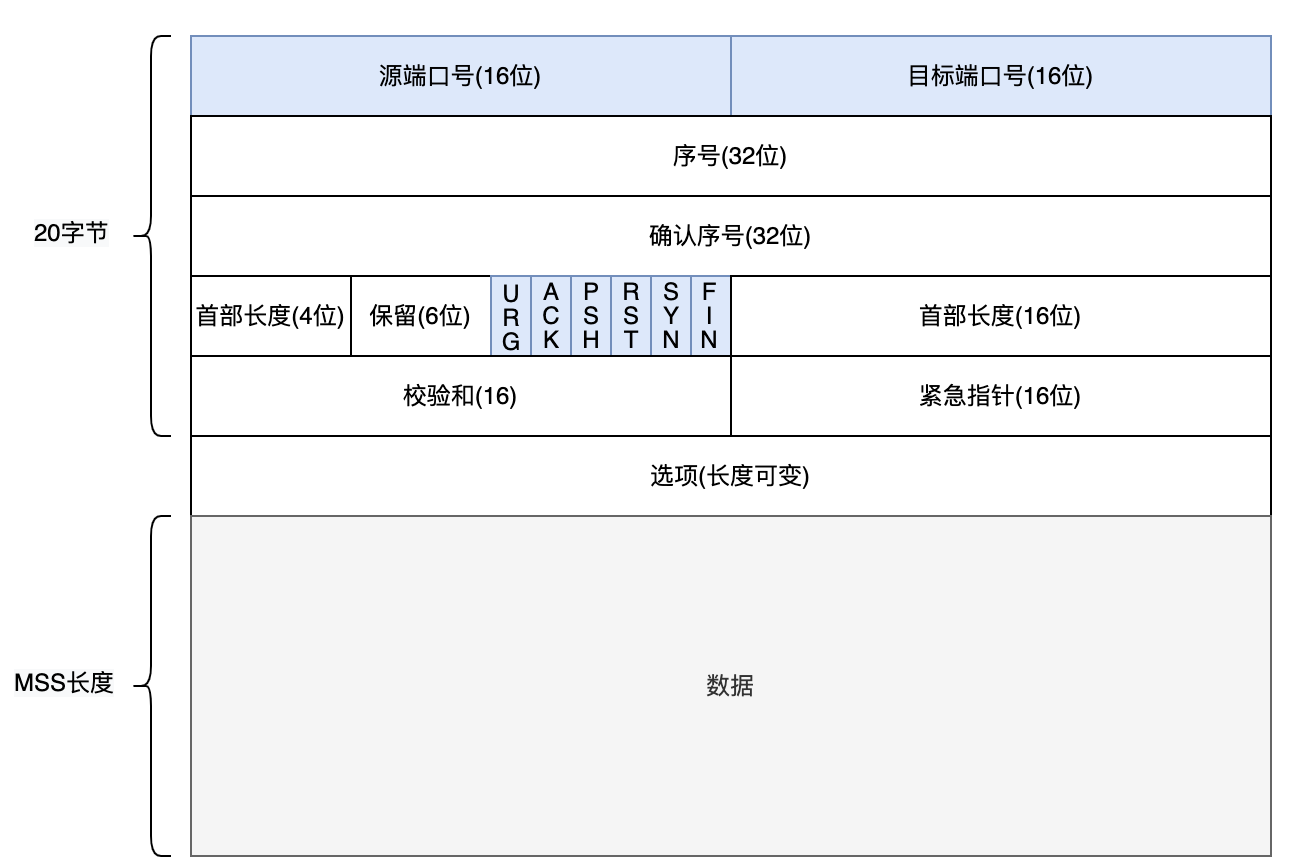 源端口号(16位)
目标端口号(16位)
序号(32位)
20字节
确认序号(32位)
首部长度(4位)
保留(6位)
URG
ACK
PSH
RST
SYN
FIN
首部长度(16位)
校验和(16)
紧急指针(16位)
选项(长度可变)
MSS长度
数据